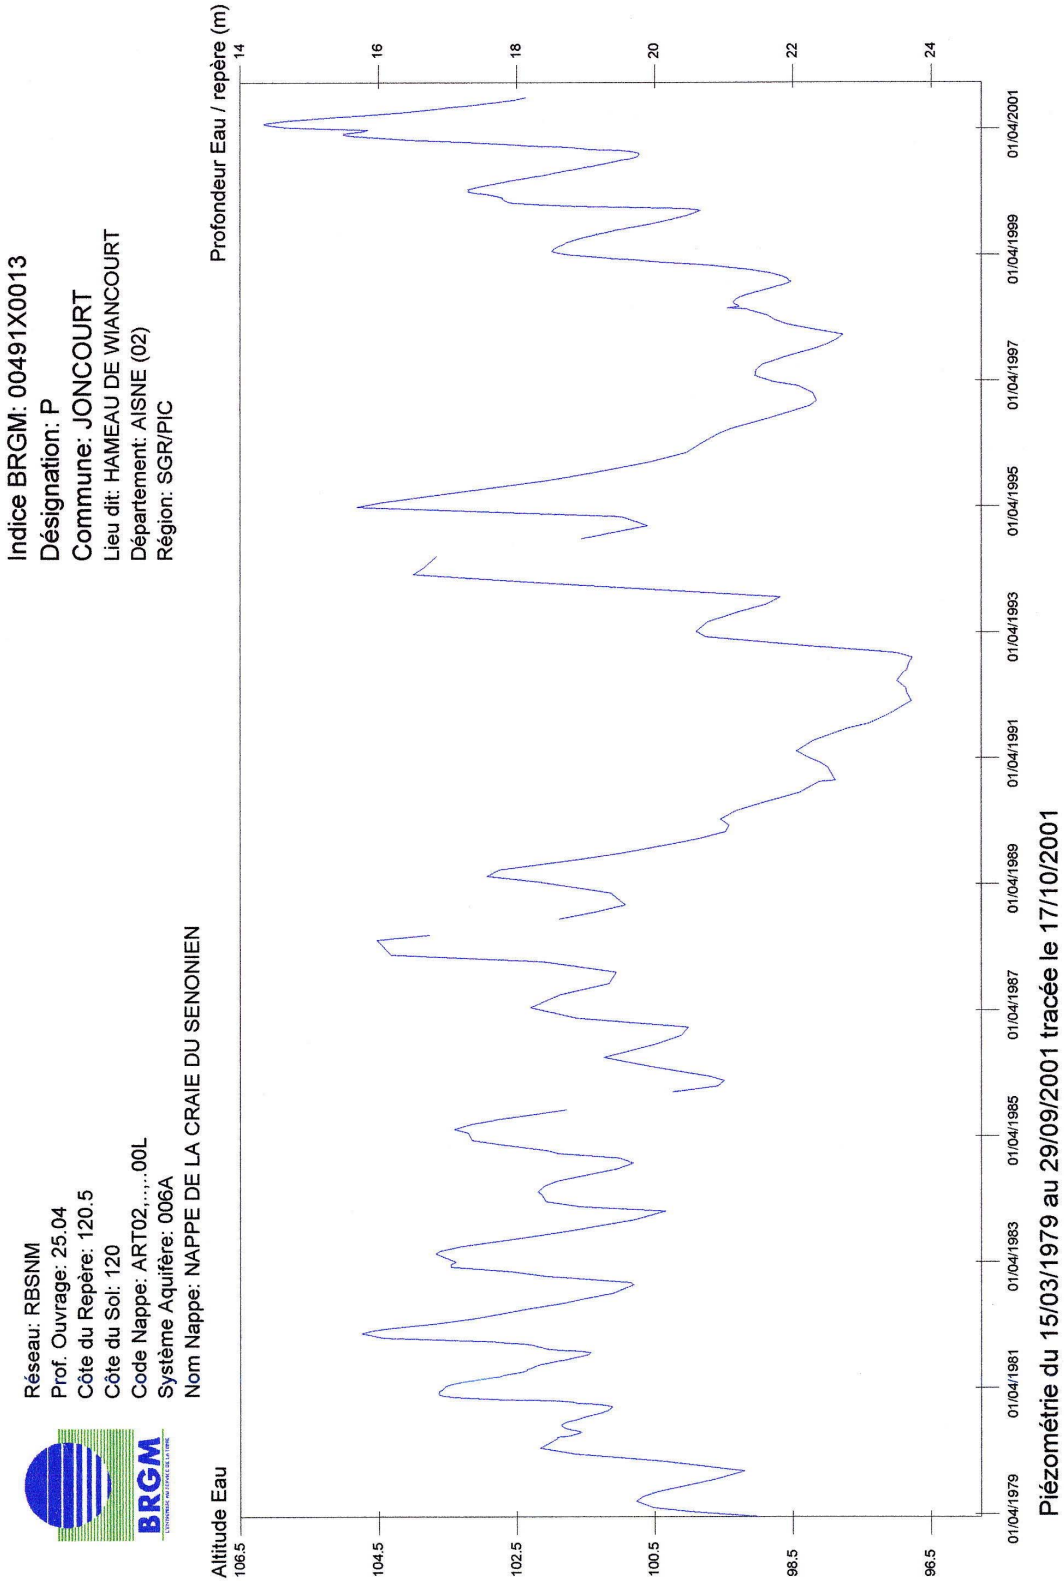 BRGM
L'ENTREPRISE AU SERVICE DE LA TERRE
Réseau: RBSNM
Prof. Ouvrage: 25.04
Côte du Repère: 120.5
Côte du Sol: 120
Code Nappe: ART02,..,..00L
Système Aquifère: 006A
Nom Nappe: NAPPE DE LA CRAIE DU SENONIEN
Indice BRGM: 00491X0013
Désignation: P
Commune: JONCOURT
Lieu dit: HAMEAU DE WIANCOURT
Département: AISNE (02)
Région: SGR/PIC
Altitude Eau
Profondeur Eau / repère (m)
106.5
14
104.5
16
102.5
18
100.5
20
98.5
22
96.5
24
01/04/1979
01/04/1981
01/04/1983
01/04/1985
01/04/1987
01/04/1989
01/04/1991
01/04/1993
01/04/1995
01/04/1997
01/04/1999
01/04/2001
Piézométrie du 15/03/1979 au 29/09/2001 tracée le 17/10/2001